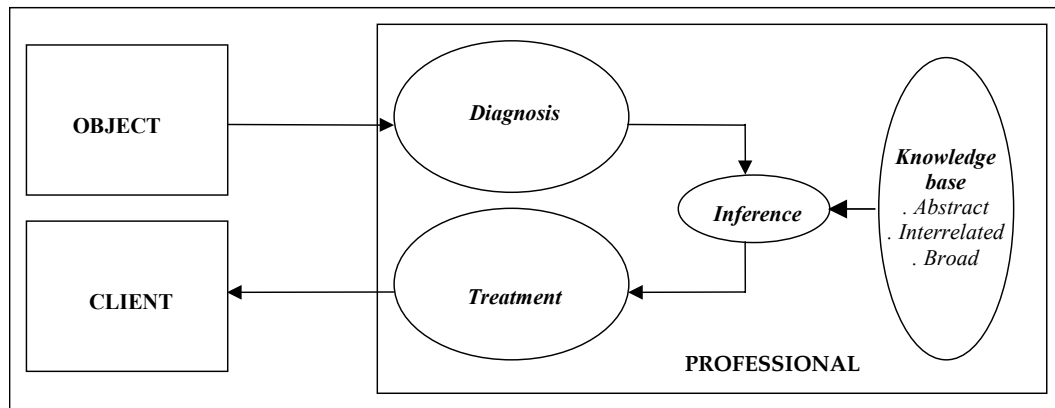 OBJECT
Diagnosis
Knowledge
base
. Abstract
. Interrelated
. Broad
Inference
CLIENT
Treatment
PROFESSIONAL